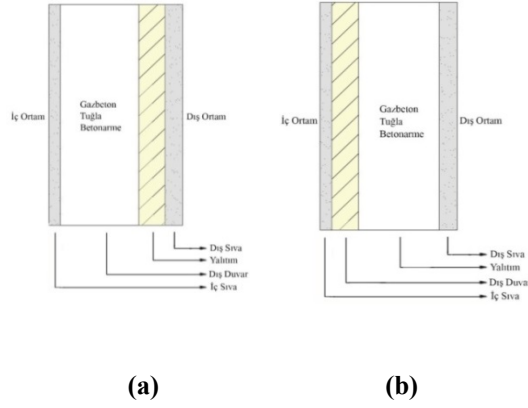 İç Ortam
Gazbeton
Tuğla
Betonarme
Dış Ortam
Dış Sıva
Yalıtım
Dış Duvar
İç Sıva
(a)
İç Ortam
Gazbeton
Tuğla
Betonarme
Dış Ortam
Dış Sıva
Yalıtım
Dış Duva
İç Sıva
(b)